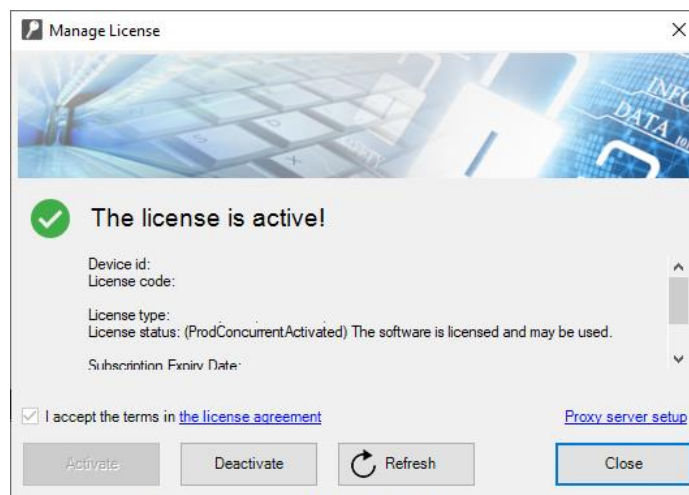 Manage License
INFO
DATA
The license is active!
Device id:
License code:
License type:
License status: (ProdConcurrentActivated) The software is licensed and may be used.
Subscription Expiry Date:
I accept the terms in the license agreement
Proxy server setup
Activate
Deactivate
Refresh
Close